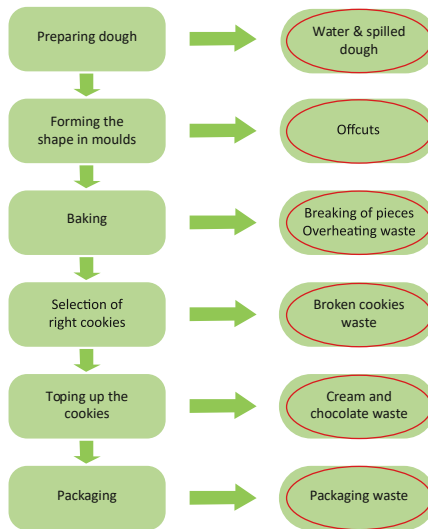 Preparing dough
Water & spilled
dough
Forming the
shape in moulds
Offcuts
Baking
Breaking of pieces
Overheating waste
Selection of
right cookies
Broken cookies
waste
Toping up the
cookies
Cream and
chocolate waste
Packaging
Packaging waste